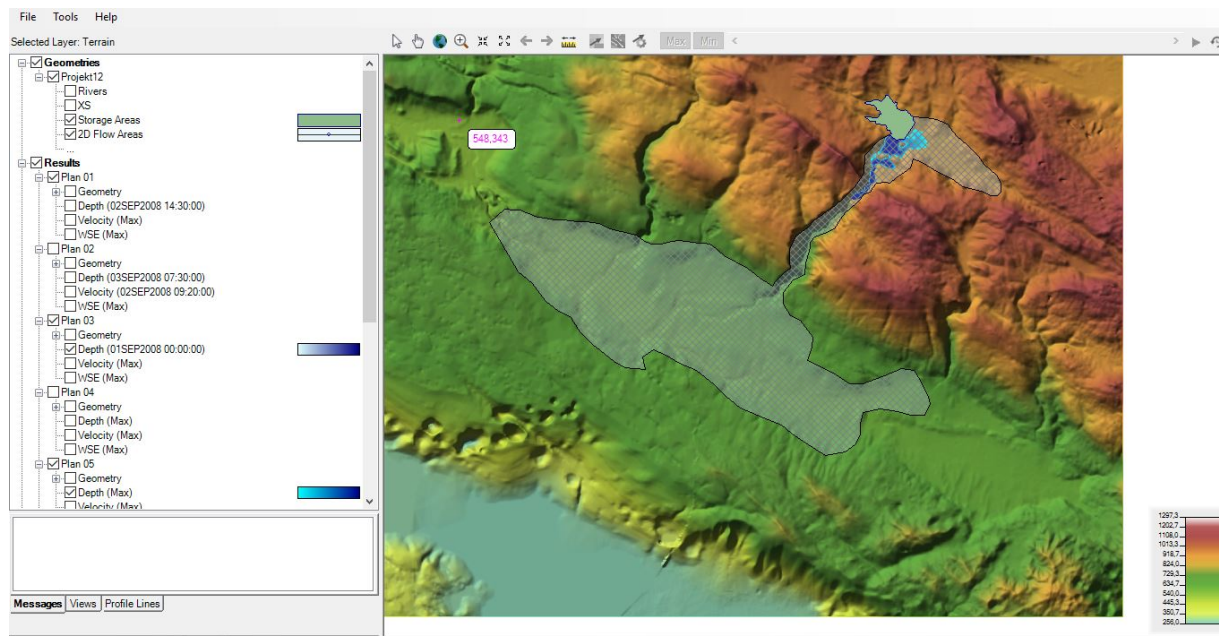 File Tools Help
Selected Layer: Terrain
Max Min
Geometries
Projekt12
Rivers
XS
Storage Areas
2D Flow Areas
...
Results
Plan 01
Geometry
Depth (02SEP2008 14:30:00)
Velocity (Max)
WSE (Max)
Plan 02
Geometry
Depth (03SEP2008 07:30:00)
Velocity (02SEP2008 09:20:00)
WSE (Max)
Plan 03
Geometry
Depth (01SEP2008 00:00:00)
Velocity (Max)
WSE (Max)
Plan 04
Geometry
Depth (Max)
Velocity (Max)
WSE (Max)
Plan 05
Geometry
Depth (Max)
Velocity (Max)
Messages Views Profile Lines
548,343
1297,3
1202,7
1108,0
1013,3
918,7
824,0
729,3
634,7
540,0
445,3
350,7
256,0